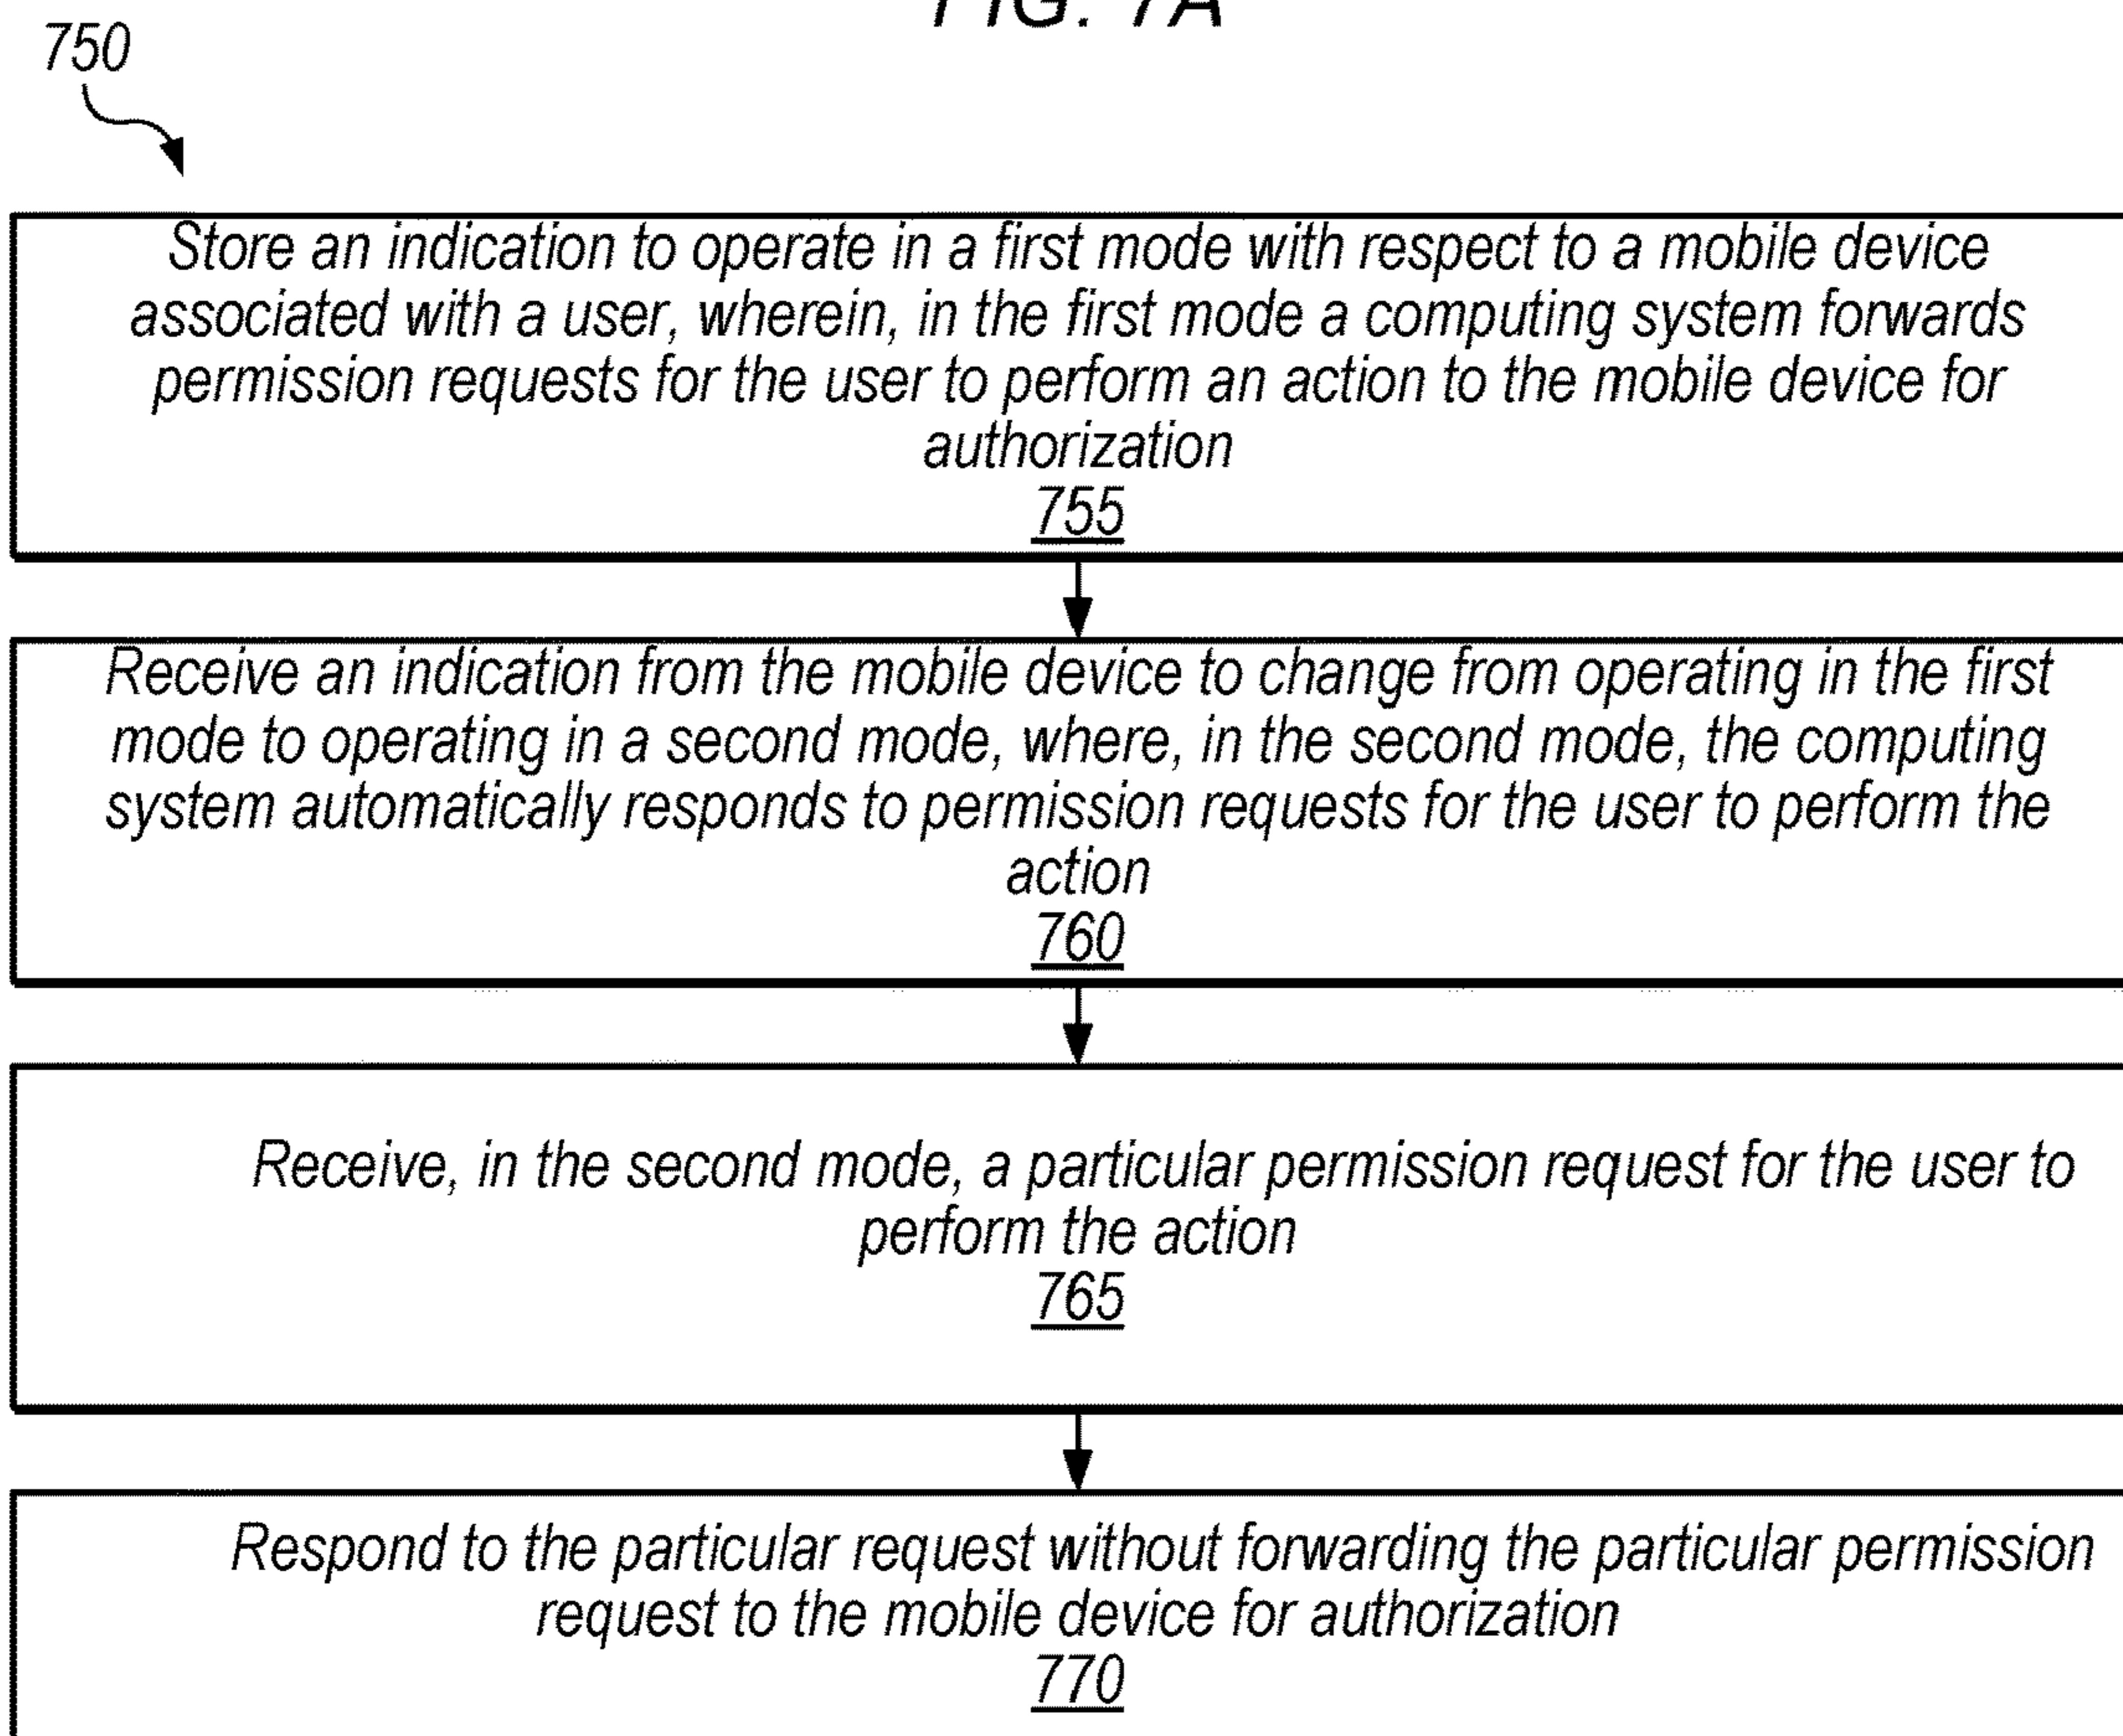 FIG. 7A
750
Store an indication to operate in a first mode with respect to a mobile device
associated with a user, wherein, in the first mode a computing system forwards
permission requests for the user to perform an action to the mobile device for
authorization
755
Receive an indication from the mobile device to change from operating in the first
mode to operating in a second mode, where, in the second mode, the computing
system automatically responds to permission requests for the user to perform the
action
760
Receive, in the second mode, a particular permission request for the user to
perform the action
765
Respond to the particular request without forwarding the particular permission
request to the mobile device for authorization
770